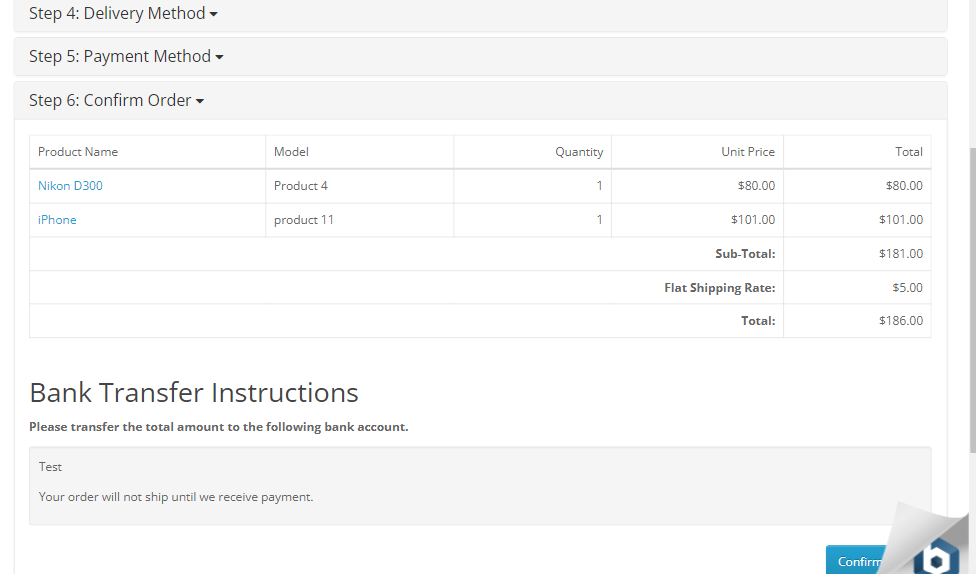 Step 4: Delivery Method
Step 5: Payment Method
Step 6: Confirm Order
Product Name Model Quantity Unit Price Total
Nikon D300 Product 4 1 $80.00 $80.00
iPhone product 11 1 $101.00 $101.00
Sub-Total: $181.00
Flat Shipping Rate: $5.00
Total: $186.00
Bank Transfer Instructions
Please transfer the total amount to the following bank account.
Test
Your order will not ship until we receive payment.
Confirm